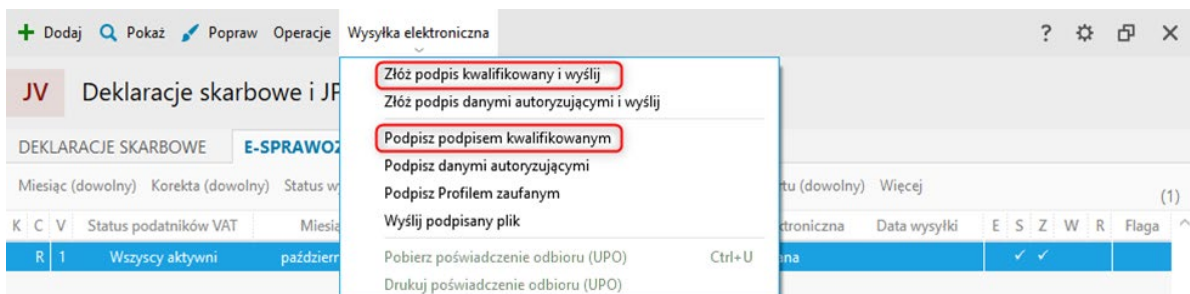 Dodaj Pokaż Popraw Operacje Wysyłka elektroniczna ?
JV Deklaracje skarbowe i JP
Złóż podpis kwalifikowany i wyślij
Złóż podpis danymi autoryzującymi i wyślij
DEKLARACJE SKARBOWE E-SPRAWOZ
Podpisz podpisem kwalifikowanym
Podpisz danymi autoryzującymi
Miesiąc (dowolny) Korekta (dowolny) Status w tu (dowolny) Więcej
Podpisz Profilem zaufanym
(1)
Wyślij podpisany plik
K C V Status podatników VAT Miesią ktroniczna Data wysyłki E S Z W R Flaga
R 1 Wszyscy aktywni październ ana
Pobierz poświadczenie odbioru (UPO) Ctrl+U
Drukuj poświadczenie odbioru (UPO)